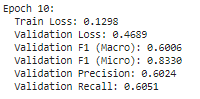 Epoch 10:
Train Loss: 0.1298
Validation Loss: 0.4689
Validation F1 (Macro): 0.6006
Validation F1 (Micro): 0.8330
Validation Precision: 0.6024
Validation Recall: 0.6051